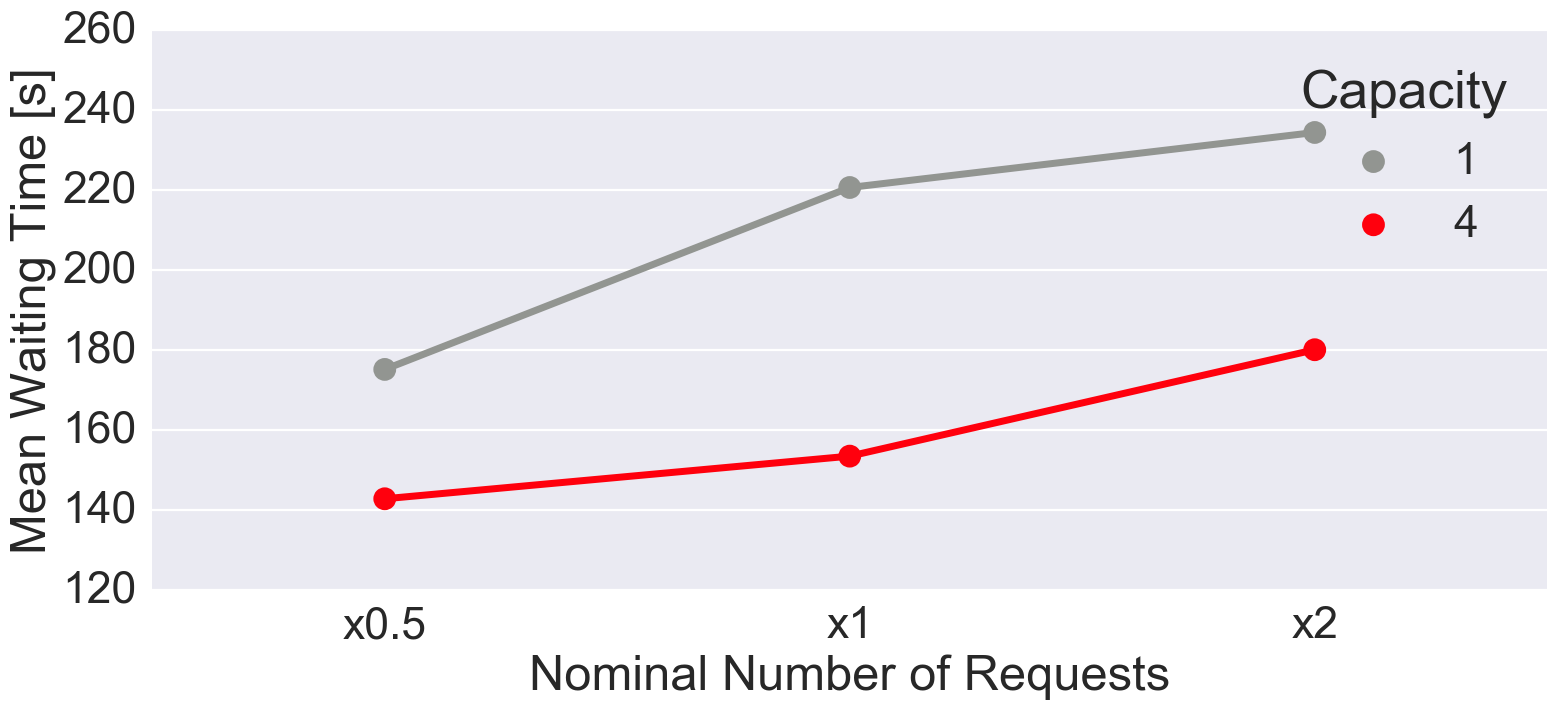 Mean Waiting Time [s]
260
240
220
200
180
160
140
120
Capacity
1
4
x0.5
x1
x2
Nominal Number of Requests